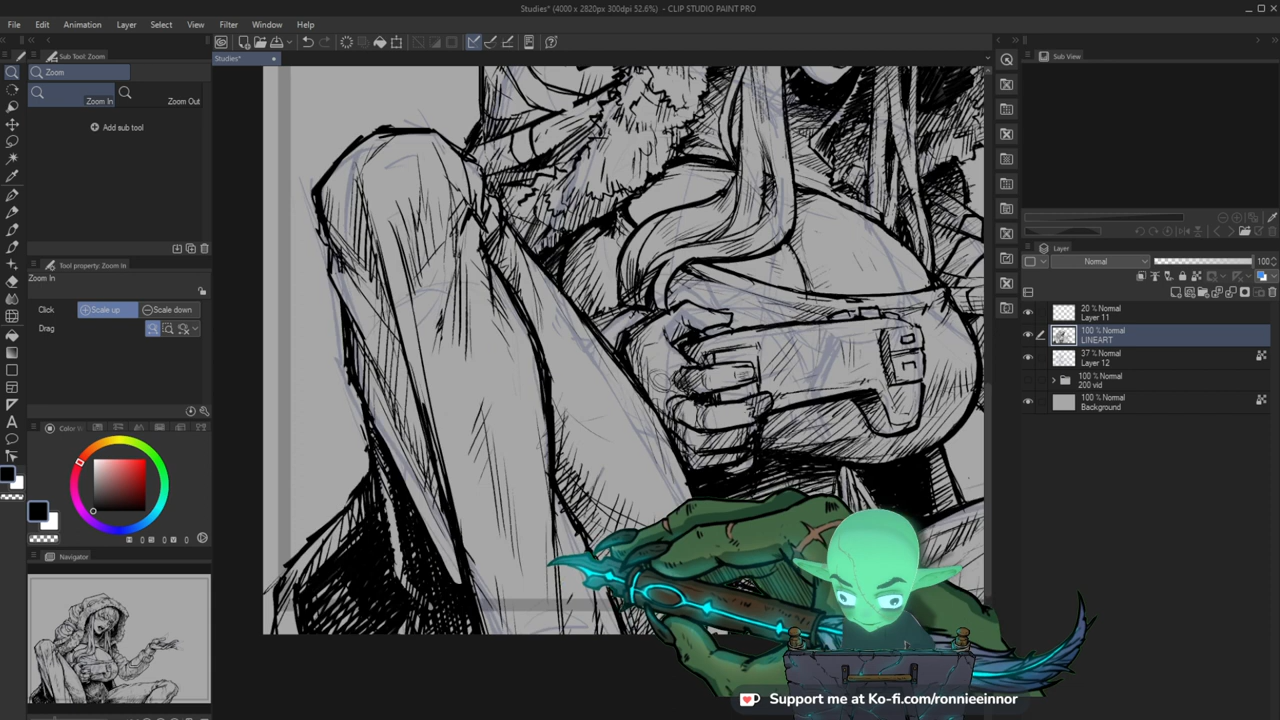 Studies* (4000 x 2820px 300dpi 52.6%) - CLIP STUDIO PAINT PRO
File Edit Animation Layer Select View Filter Window Help
Sub Tool: Zoom
Zoom
Zoom In
Zoom Out
Add sub tool
Tool property: Zoom In
Zoom In
Click
Scale up
Scale down
Drag
Navigator
Studies*
Support me at Ko-fi.com/ronnieeinnor
Sub View
Layer
Normal
100
20 % Normal
Layer 11
100 % Normal
LINEART
37 % Normal
Layer 12
100 % Normal
200 vid
100 % Normal
Background